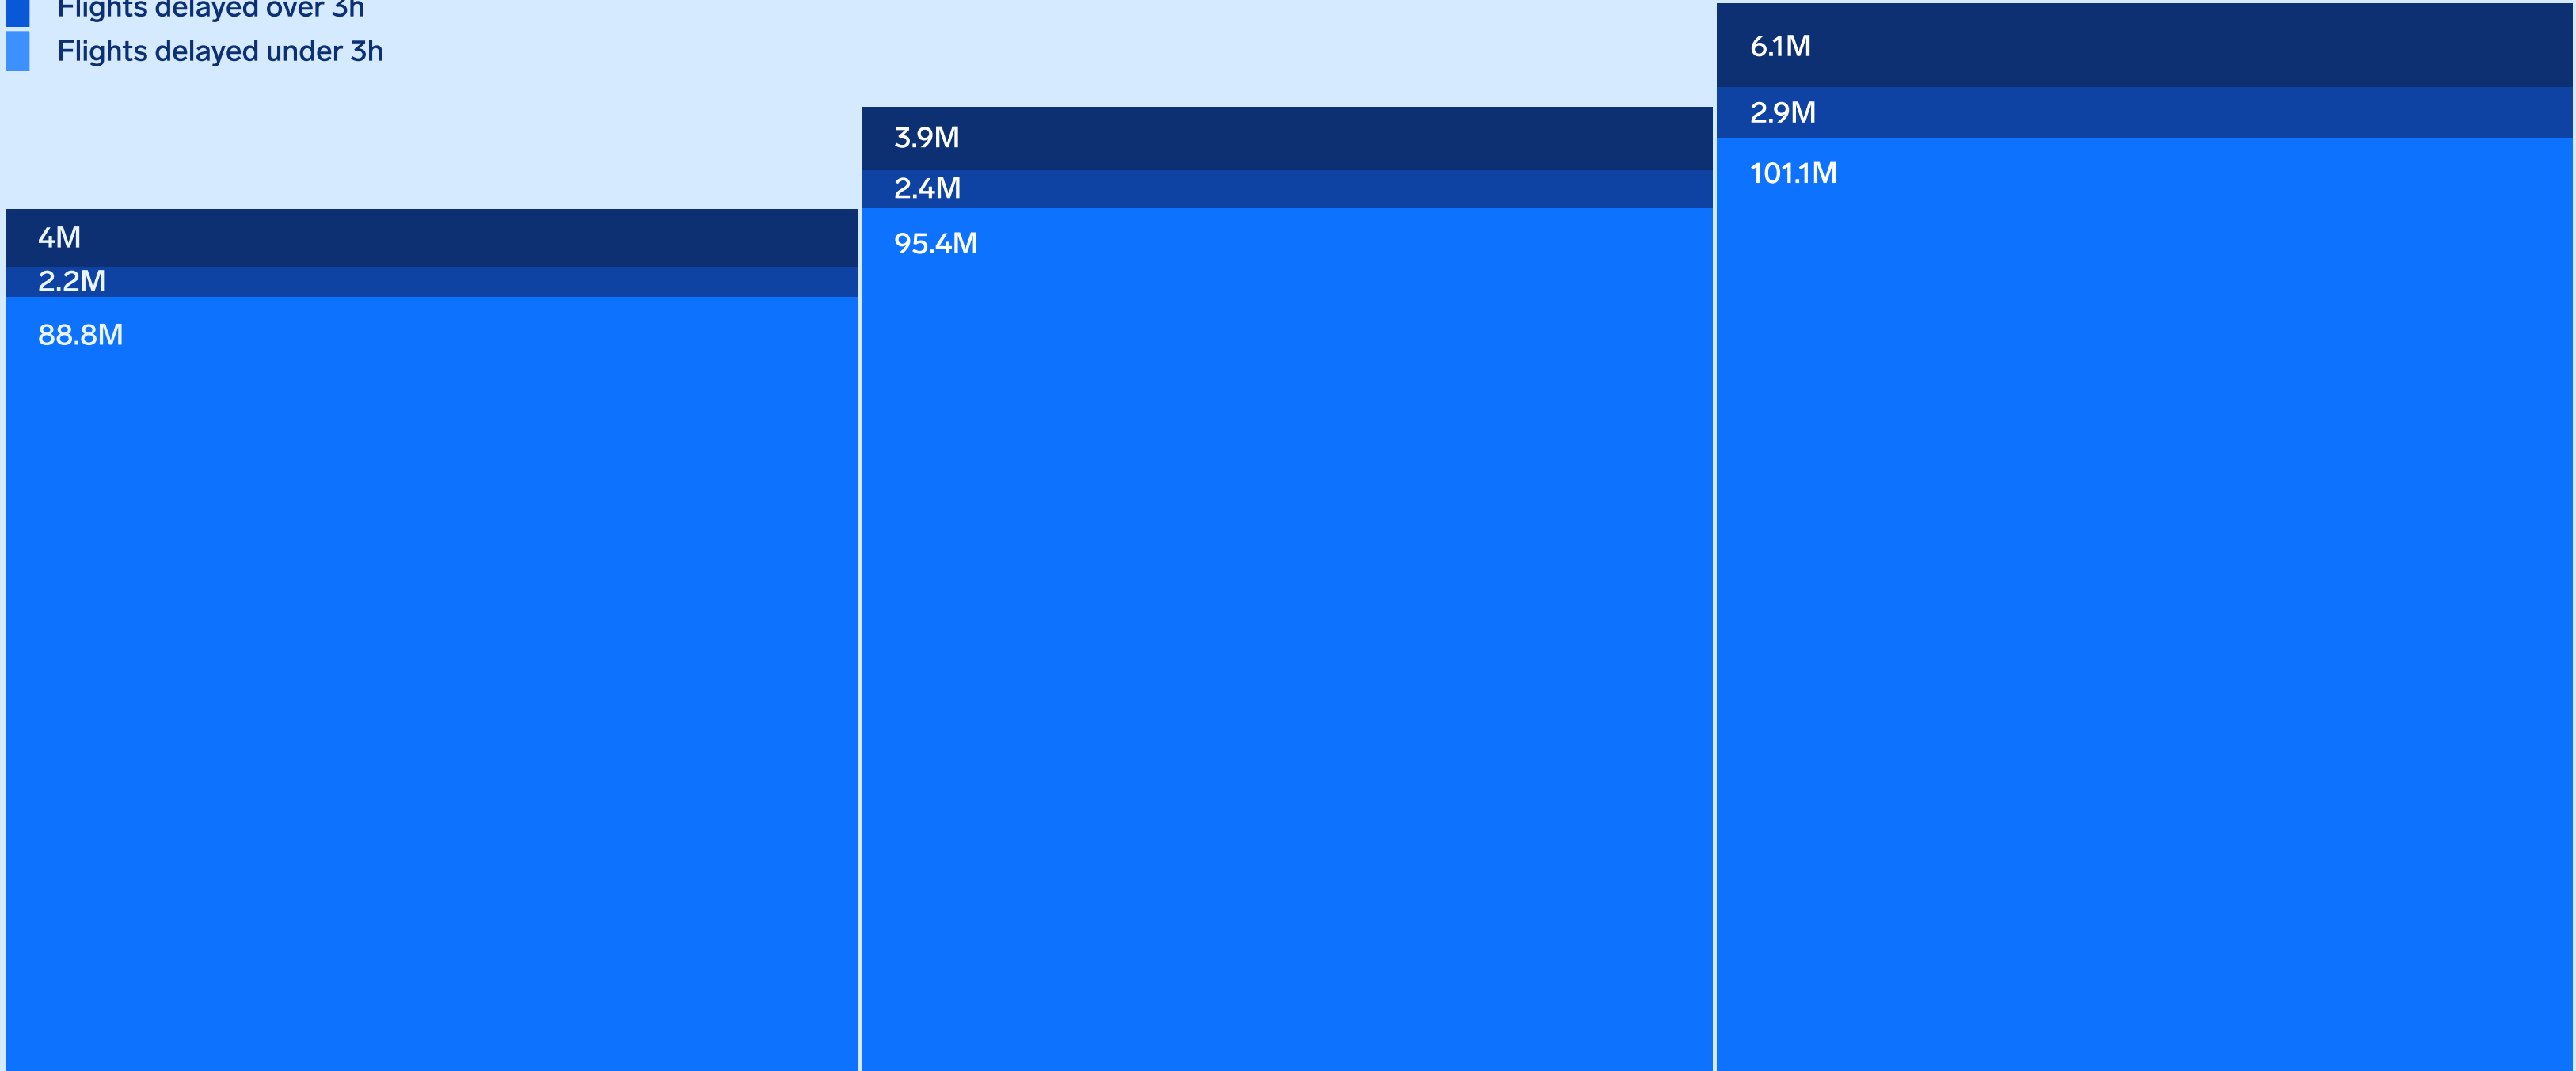 Flights delayed over 3h
Flights delayed under 3h
4M
2.2M
88.8M
3.9M
2.4M
95.4M
6.1M
2.9M
101.1M